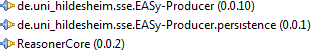 de.uni_hildesheim.sse.EASy-Producer (0.0.10)
de.uni_hildesheim.sse.EASy-Producer.persistence (0.0.1)
ReasonerCore (0.0.2)